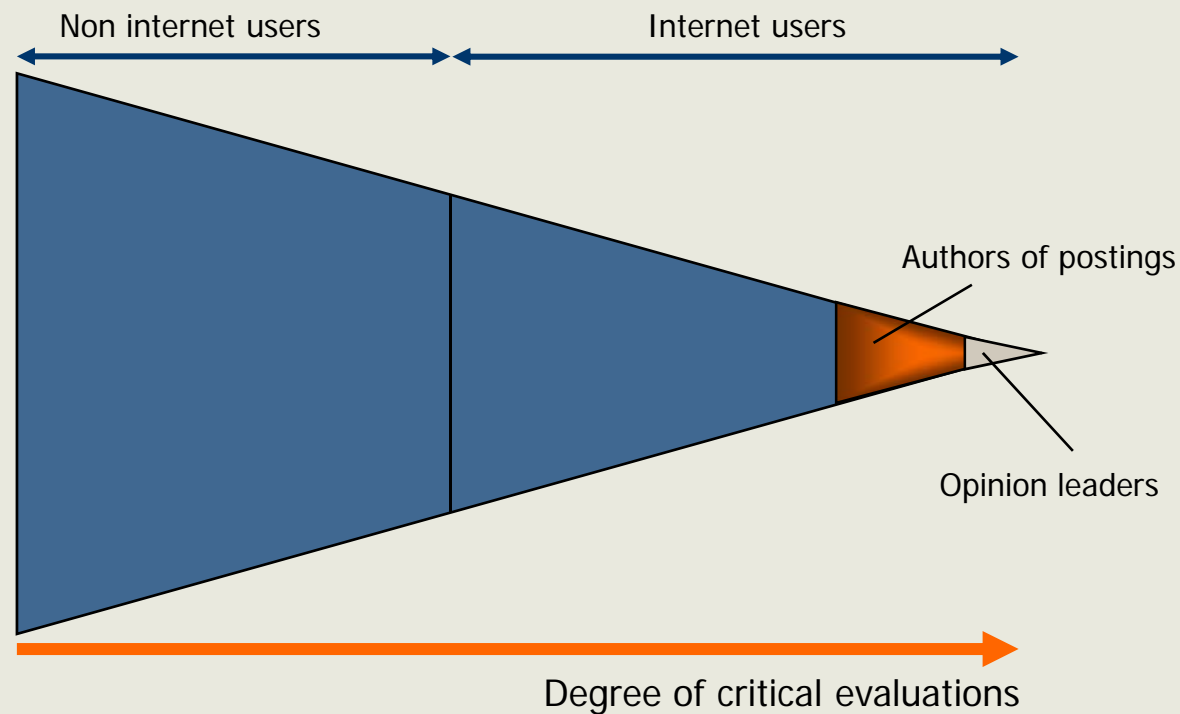 Non internet users
Internet users
Authors of postings
Opinion leaders
Degree of critical evaluations